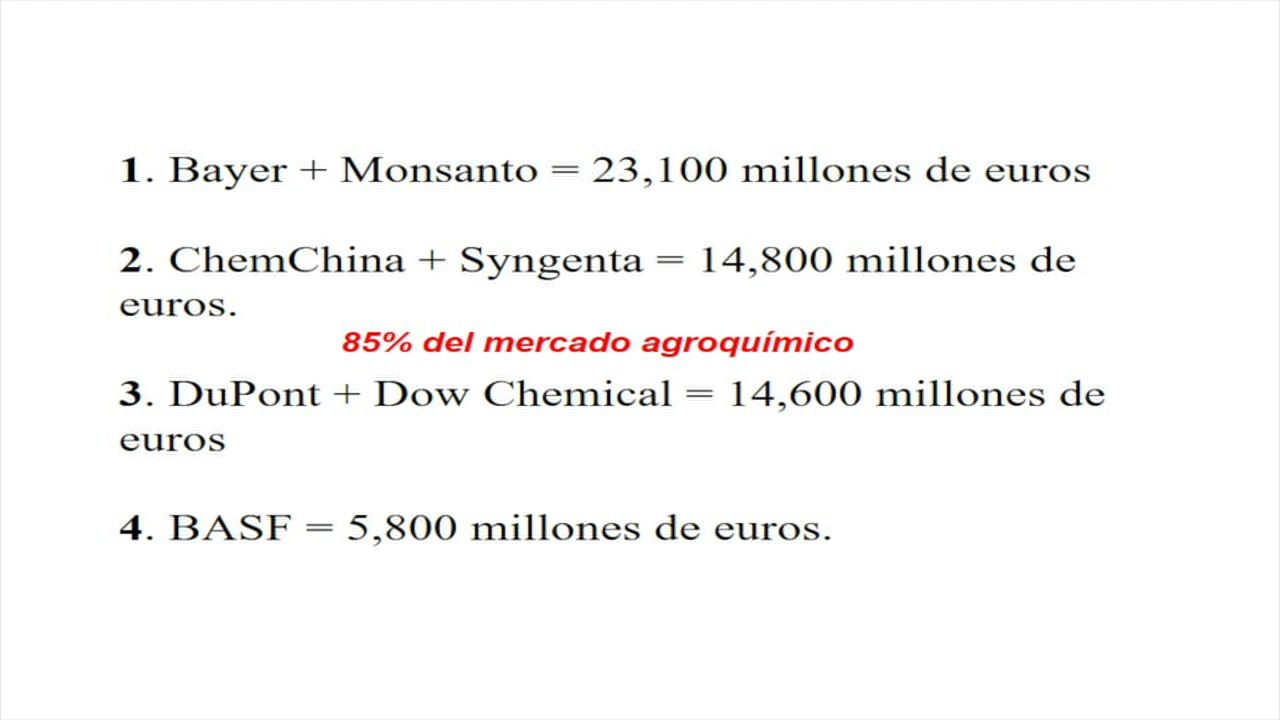 1. Bayer + Monsanto = 23,100 millones de euros
2. ChemChina + Syngenta = 14,800 millones de
euros.
85% del mercado agroquímico
3. DuPont + Dow Chemical = 14,600 millones de
euros
4. BASF = 5,800 millones de euros.